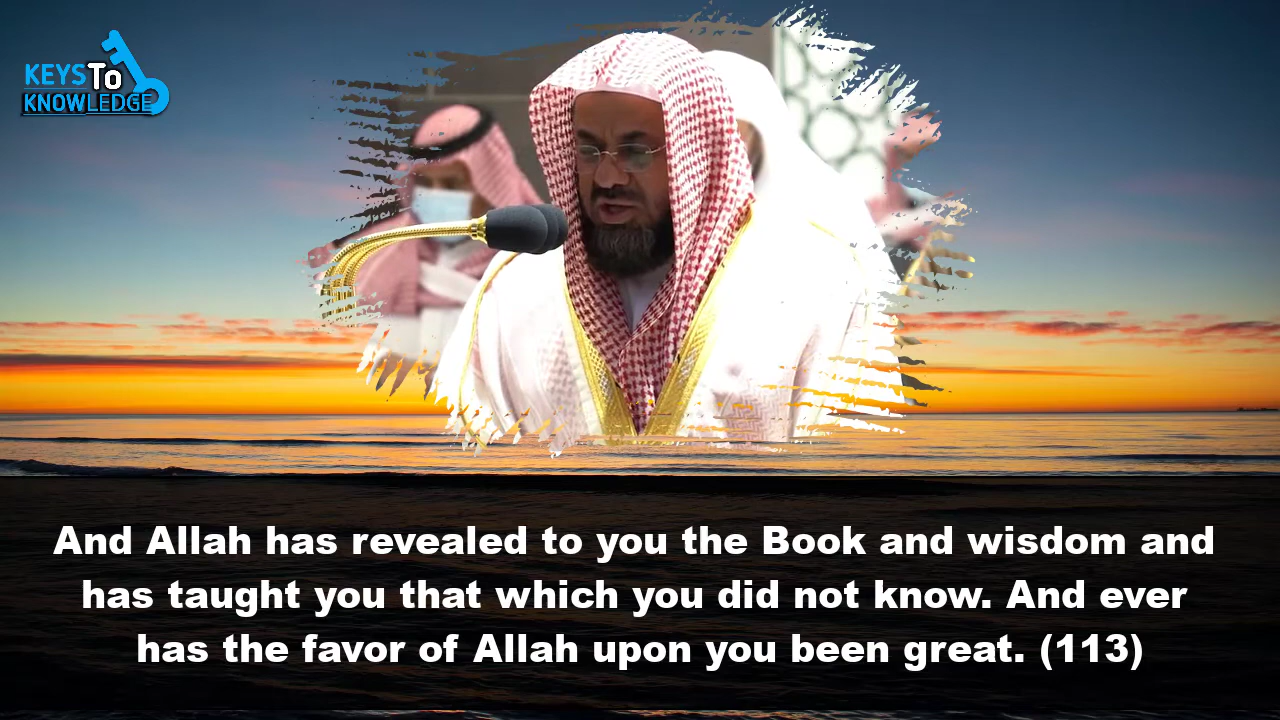 KEYS To
KNOWLEDGE
And Allah has revealed to you the Book and wisdom and
has taught you that which you did not know. And ever
has the favor of Allah upon you been great. (113)